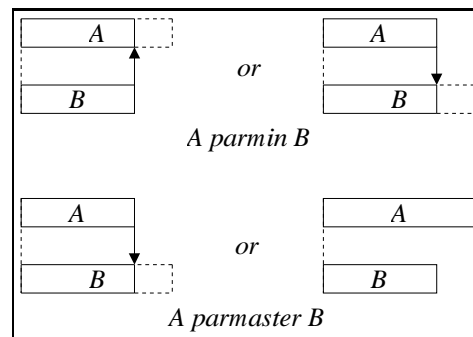 A A
or
B B
A parmin B
A A
or
B B
A parmaster B